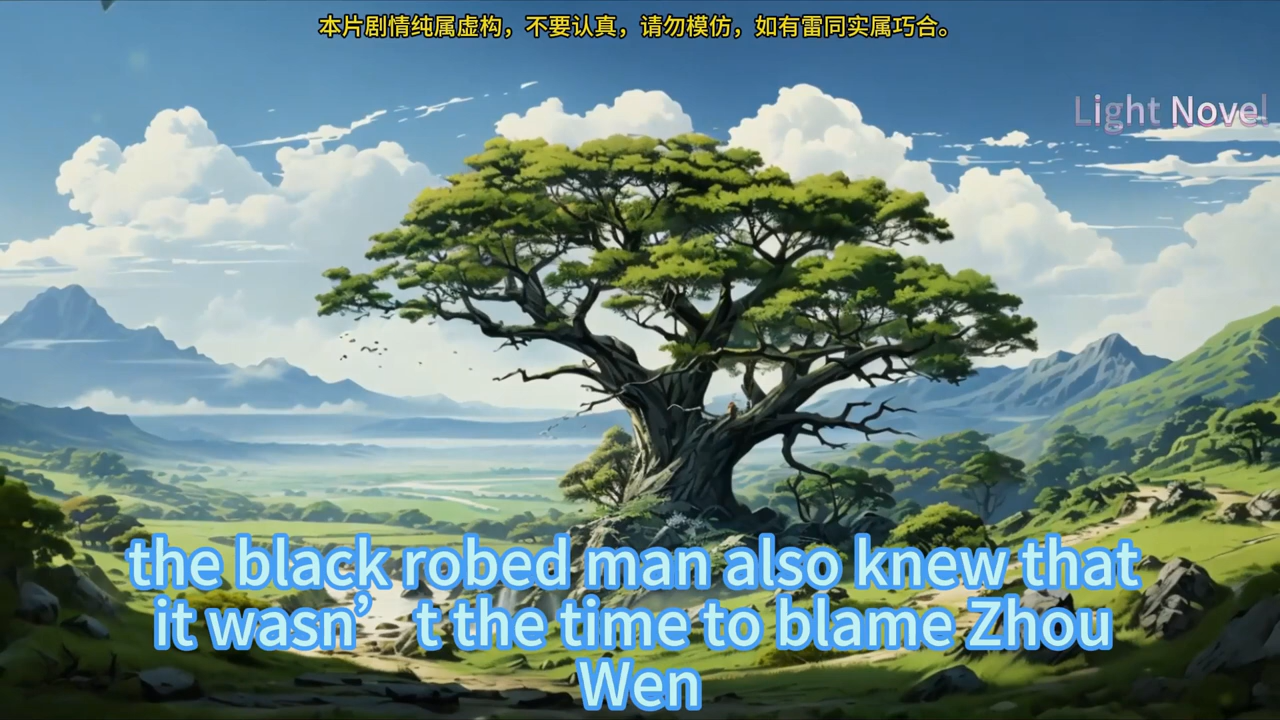 本片剧情纯属虚构，不要认真，请勿模仿，如有雷同实属巧合。
Light Novel
the black robed man also knew that
it wasn’t the time to blame Zhou
Wen